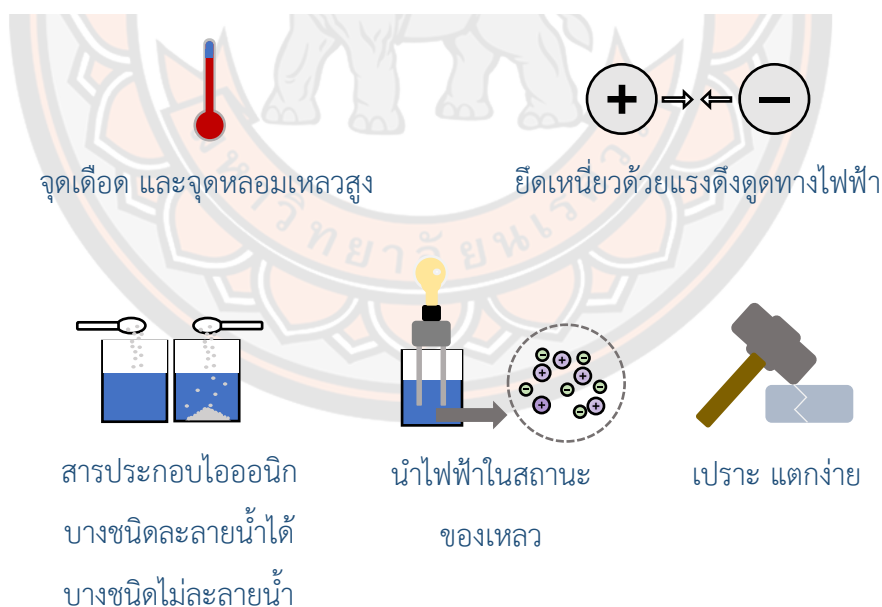 จุดเดือด และจุดหลอมเหลวสูง
ยึดเหนี่ยวด้วยแรงดึงดูดทางไฟฟ้า
สารประกอบไอออนิก
บางชนิดละลายน้ำได้
บางชนิดไม่ละลายน้ำ
นำไฟฟ้าในสถานะ
ของเหลว
เปราะ แตกง่าย